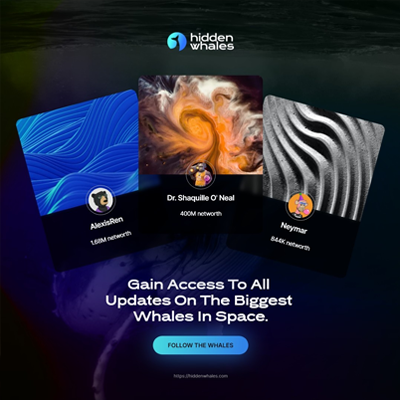 hidden
whales
AlexisRen
1.68M networth
Dr. Shaquille O' Neal
400M networth
Neymar
844K networth
Gain Access To All
Updates On The Biggest
Whales In Space.
FOLLOW THE WHALES
https://hiddenwhales.com